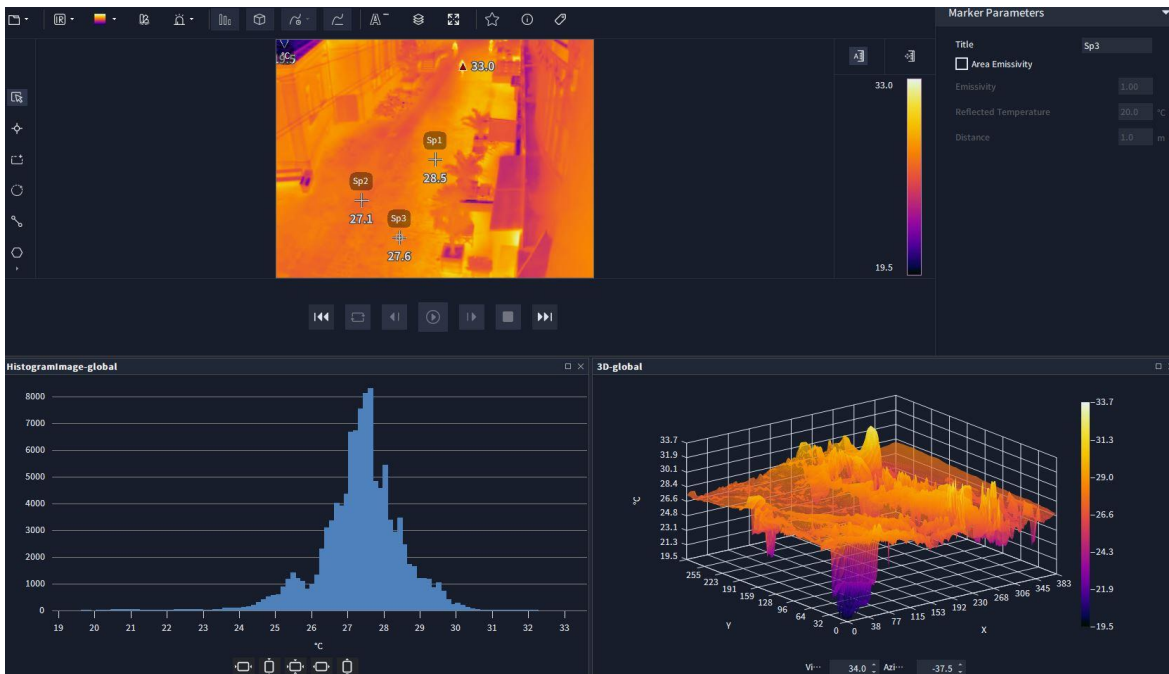 IR
A
Marker Parameters
Title
Sp3
Area Emissivity
Emissivity
1.00
Reflected Temperature
20.0
°C
Distance
1.0
m
°C
19.5
33.0
Sp1
28.5
Sp2
27.1
Sp3
27.6
A
33.0
19.5
HistogramImage-global
8000
7000
6000
5000
4000
3000
2000
1000
0
19 20 21 22 23 24 25 26 27 28 29 30 31 32 33
°C
3D-global
33.7
31.9
30.1
28.4
26.6
24.8
23.1
21.3
19.5
°C
255 223 191 159 128 96 64 32 0
Y
0 38 77 115 153 192 230 268 306 345 383
X
33.7
31.3
29.0
26.6
24.3
21.9
19.5
Vi··· 34.0 Azi··· -37.5